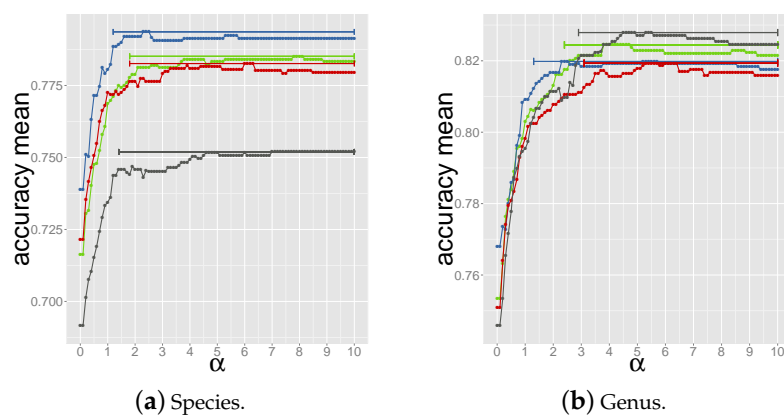 accuracy mean
0.775
0.750
0.725
0.700
0 1 2 3 4 5 6 7 8 9 10
α
(a) Species.
accuracy mean
0.82
0.80
0.78
0.76
0 1 2 3 4 5 6 7 8 9 10
α
(b) Genus.